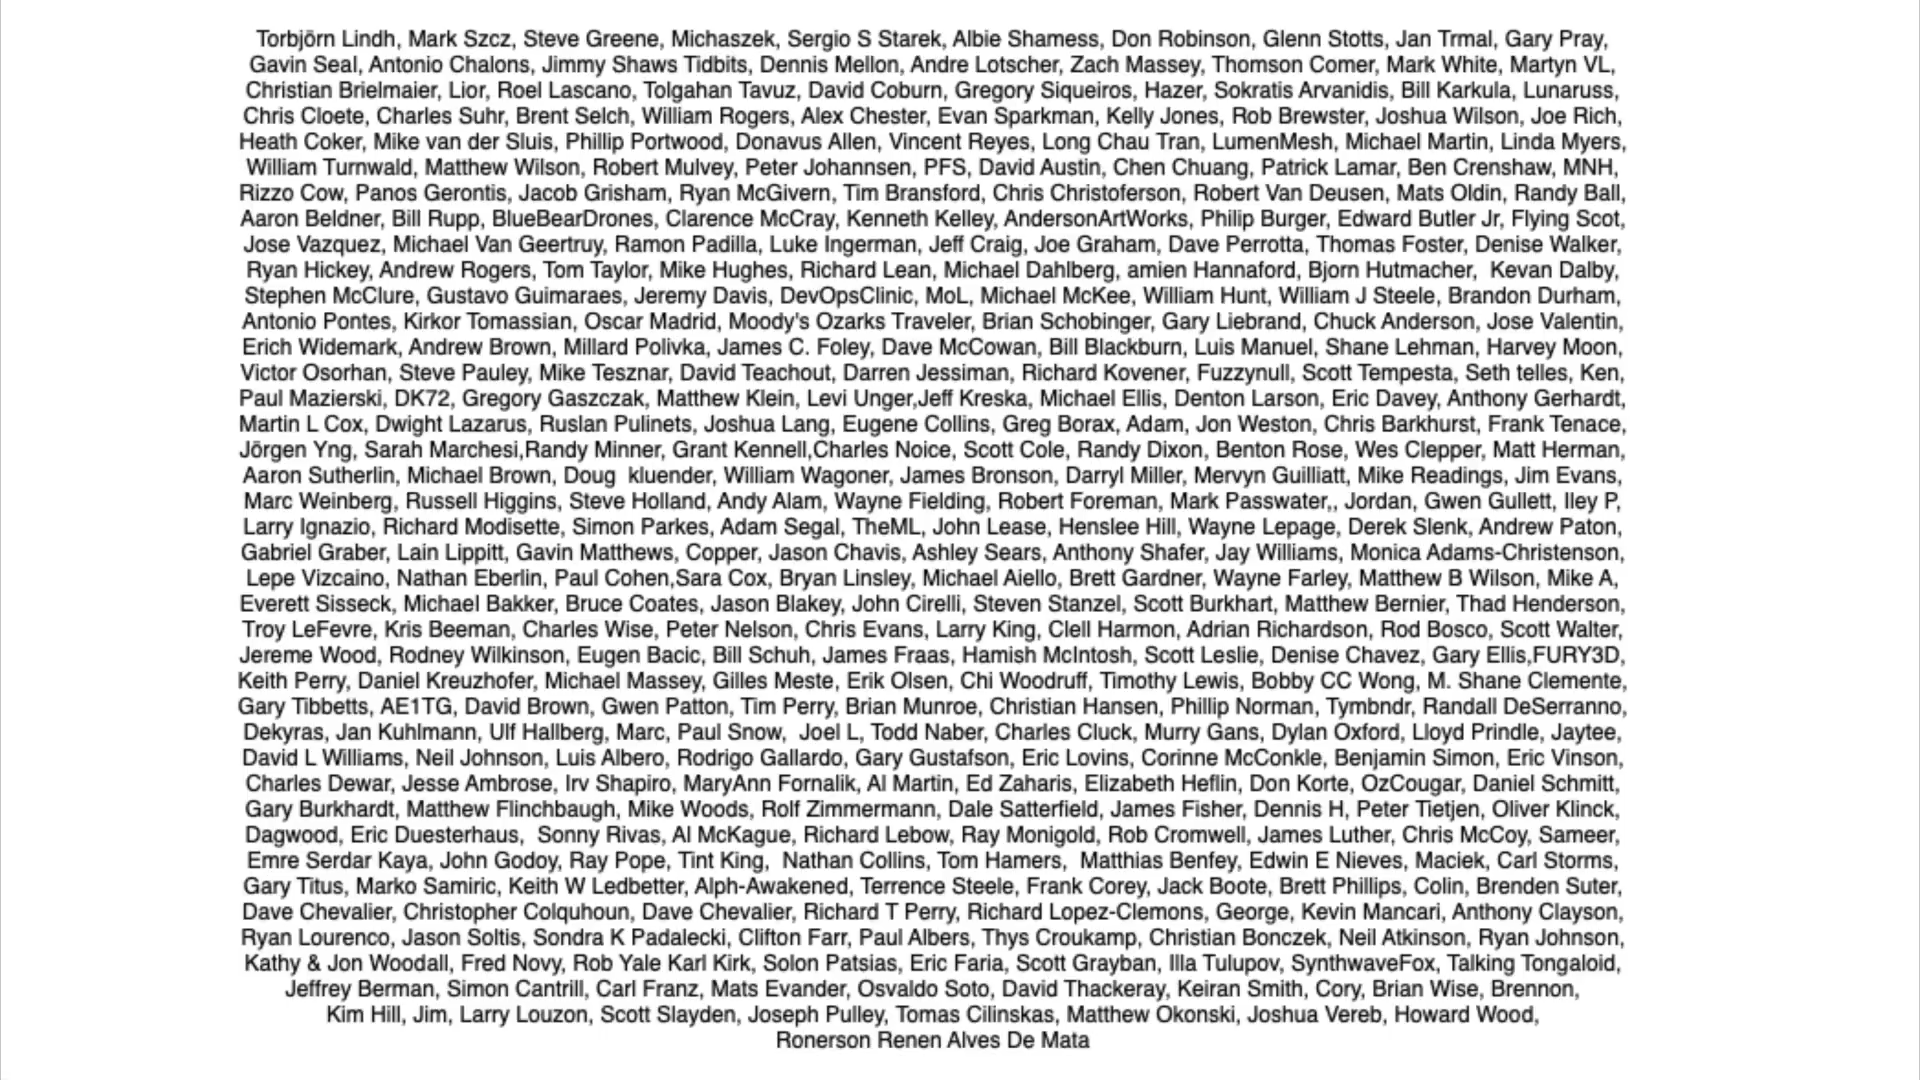 Torbjörn Lindh, Mark Szcz, Steve Greene, Michaszek, Sergio S Starek, Albie Shamess, Don Robinson, Glenn Stotts, Jan Trmal, Gary Pray,
Gavin Seal, Antonio Chalons, Jimmy Shaws Tidbits, Dennis Mellon, Andre Lotscher, Zach Massey, Thomson Comer, Mark White, Martyn VL,
Christian Brielmaier, Lior, Roel Lascano, Tolgahan Tavuz, David Coburn, Gregory Siqueiros, Hazer, Sokratis Arvanidis, Bill Karkula, Lunaruss,
Chris Cloete, Charles Suhr, Brent Selch, William Rogers, Alex Chester, Evan Sparkman, Kelly Jones, Rob Brewster, Joshua Wilson, Joe Rich,
Heath Coker, Mike van der Sluis, Phillip Portwood, Donavus Allen, Vincent Reyes, Long Chau Tran, LumenMesh, Michael Martin, Linda Myers,
William Turnwald, Matthew Wilson, Robert Mulvey, Peter Johannsen, PFS, David Austin, Chen Chuang, Patrick Lamar, Ben Crenshaw, MNH,
Rizzo Cow, Panos Gerontis, Jacob Grisham, Ryan McGivern, Tim Bransford, Chris Christoferson, Robert Van Deusen, Mats Oldin, Randy Ball,
Aaron Beldner, Bill Rupp, BlueBearDrones, Clarence McCray, Kenneth Kelley, AndersonArtWorks, Philip Burger, Edward Butler Jr, Flying Scot,
Jose Vazquez, Michael Van Geertruy, Ramon Padilla, Luke Ingerman, Jeff Craig, Joe Graham, Dave Perrotta, Thomas Foster, Denise Walker,
Ryan Hickey, Andrew Rogers, Tom Taylor, Mike Hughes, Richard Lean, Michael Dahlberg, amien Hannaford, Bjorn Hutmacher,  Kevan Dalby,
Stephen McClure, Gustavo Guimaraes, Jeremy Davis, DevOpsClinic, MoL, Michael McKee, William Hunt, William J Steele, Brandon Durham,
Antonio Pontes, Kirkor Tomassian, Oscar Madrid, Moody's Ozarks Traveler, Brian Schobinger, Gary Liebrand, Chuck Anderson, Jose Valentin,
Erich Widemark, Andrew Brown, Millard Polivka, James C. Foley, Dave McCowan, Bill Blackburn, Luis Manuel, Shane Lehman, Harvey Moon,
Victor Osorhan, Steve Pauley, Mike Tesznar, David Teachout, Darren Jessiman, Richard Kovener, Fuzzynull, Scott Tempesta, Seth telles, Ken,
Paul Mazierski, DK72, Gregory Gaszczak, Matthew Klein, Levi Unger,Jeff Kreska, Michael Ellis, Denton Larson, Eric Davey, Anthony Gerhardt,
Martin L Cox, Dwight Lazarus, Ruslan Pulinets, Joshua Lang, Eugene Collins, Greg Borax, Adam, Jon Weston, Chris Barkhurst, Frank Tenace,
Jörgen Yng, Sarah Marchesi,Randy Minner, Grant Kennell,Charles Noice, Scott Cole, Randy Dixon, Benton Rose, Wes Clepper, Matt Herman,
Aaron Sutherlin, Michael Brown, Doug  kluender, William Wagoner, James Bronson, Darryl Miller, Mervyn Guilliatt, Mike Readings, Jim Evans,
Marc Weinberg, Russell Higgins, Steve Holland, Andy Alam, Wayne Fielding, Robert Foreman, Mark Passwater,, Jordan, Gwen Gullett, Iley P,
Larry Ignazio, Richard Modisette, Simon Parkes, Adam Segal, TheML, John Lease, Henslee Hill, Wayne Lepage, Derek Slenk, Andrew Paton,
Gabriel Graber, Lain Lippitt, Gavin Matthews, Copper, Jason Chavis, Ashley Sears, Anthony Shafer, Jay Williams, Monica Adams-Christenson,
Lepe Vizcaino, Nathan Eberlin, Paul Cohen,Sara Cox, Bryan Linsley, Michael Aiello, Brett Gardner, Wayne Farley, Matthew B Wilson, Mike A,
Everett Sisseck, Michael Bakker, Bruce Coates, Jason Blakey, John Cirelli, Steven Stanzel, Scott Burkhart, Matthew Bernier, Thad Henderson,
Troy LeFevre, Kris Beeman, Charles Wise, Peter Nelson, Chris Evans, Larry King, Clell Harmon, Adrian Richardson, Rod Bosco, Scott Walter,
Jereme Wood, Rodney Wilkinson, Eugen Bacic, Bill Schuh, James Fraas, Hamish McIntosh, Scott Leslie, Denise Chavez, Gary Ellis,FURY3D,
Keith Perry, Daniel Kreuzhofer, Michael Massey, Gilles Meste, Erik Olsen, Chi Woodruff, Timothy Lewis, Bobby CC Wong, M. Shane Clemente,
Gary Tibbetts, AE1TG, David Brown, Gwen Patton, Tim Perry, Brian Munroe, Christian Hansen, Phillip Norman, Tymbndr, Randall DeSerranno,
Dekyras, Jan Kuhlmann, Ulf Hallberg, Marc, Paul Snow,  Joel L, Todd Naber, Charles Cluck, Murry Gans, Dylan Oxford, Lloyd Prindle, Jaytee,
David L Williams, Neil Johnson, Luis Albero, Rodrigo Gallardo, Gary Gustafson, Eric Lovins, Corinne McConkle, Benjamin Simon, Eric Vinson,
Charles Dewar, Jesse Ambrose, Irv Shapiro, MaryAnn Fornalik, Al Martin, Ed Zaharis, Elizabeth Heflin, Don Korte, OzCougar, Daniel Schmitt,
Gary Burkhardt, Matthew Flinchbaugh, Mike Woods, Rolf Zimmermann, Dale Satterfield, James Fisher, Dennis H, Peter Tietjen, Oliver Klinck,
Dagwood, Eric Duesterhaus,  Sonny Rivas, Al McKague, Richard Lebow, Ray Monigold, Rob Cromwell, James Luther, Chris McCoy, Sameer,
Emre Serdar Kaya, John Godoy, Ray Pope, Tint King,  Nathan Collins, Tom Hamers,  Matthias Benfey, Edwin E Nieves, Maciek, Carl Storms,
Gary Titus, Marko Samiric, Keith W Ledbetter, Alph-Awakened, Terrence Steele, Frank Corey, Jack Boote, Brett Phillips, Colin, Brenden Suter,
Dave Chevalier, Christopher Colquhoun, Dave Chevalier, Richard T Perry, Richard Lopez-Clemons, George, Kevin Mancari, Anthony Clayson,
Ryan Lourenco, Jason Soltis, Sondra K Padalecki, Clifton Farr, Paul Albers, Thys Croukamp, Christian Bonczek, Neil Atkinson, Ryan Johnson,
Kathy & Jon Woodall, Fred Novy, Rob Yale Karl Kirk, Solon Patsias, Eric Faria, Scott Grayban, Illa Tulupov, SynthwaveFox, Talking Tongaloid,
Jeffrey Berman, Simon Cantrill, Carl Franz, Mats Evander, Osvaldo Soto, David Thackeray, Keiran Smith, Cory, Brian Wise, Brennon,
Kim Hill, Jim, Larry Louzon, Scott Slayden, Joseph Pulley, Tomas Cilinskas, Matthew Okonski, Joshua Vereb, Howard Wood,
Ronerson Renen Alves De Mata